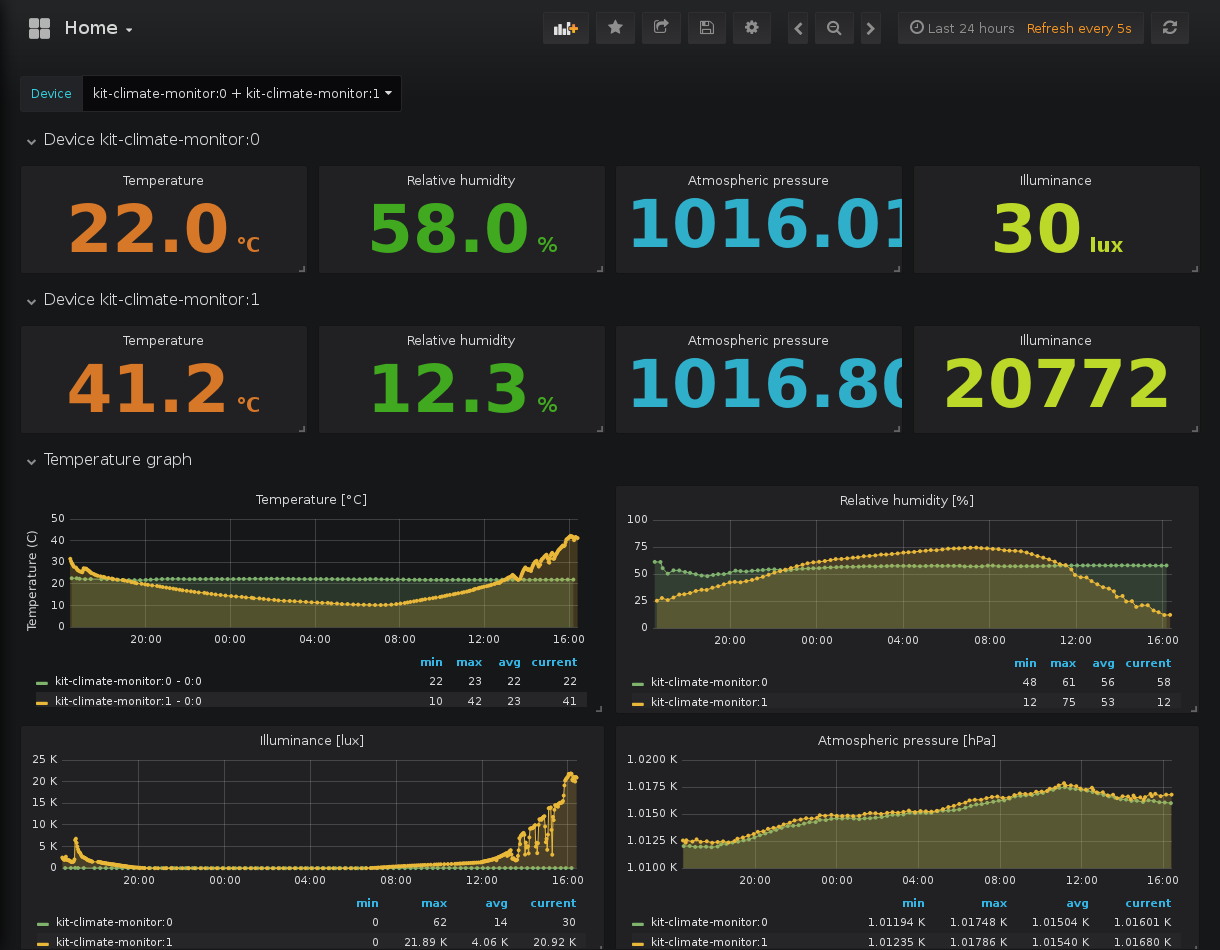 Home
Last 24 hours Refresh every 5s
Device kit-climate-monitor:0 + kit-climate-monitor:1
Device kit-climate-monitor:0
Temperature Relative humidity Atmospheric pressure Illuminance
22.0 °C 58.0 % 1016.01 30 lux
Device kit-climate-monitor:1
Temperature Relative humidity Atmospheric pressure Illuminance
41.2 °C 12.3 % 1016.80 20772
Temperature graph
Temperature [°C]
Temperature (C)
50
40
30
20
10
0
20:00 00:00 04:00 08:00 12:00 16:00
min max avg current
kit-climate-monitor:0 - 0:0 22 23 22 22
kit-climate-monitor:1 - 0:0 10 42 23 41
Relative humidity [%]
100
75
50
25
0
20:00 00:00 04:00 08:00 12:00 16:00
min max avg current
kit-climate-monitor:0 48 61 56 58
kit-climate-monitor:1 12 75 53 12
Illuminance [lux]
25 K
20 K
15 K
10 K
5 K
0
20:00 00:00 04:00 08:00 12:00 16:00
min max avg current
kit-climate-monitor:0 0 62 14 30
kit-climate-monitor:1 0 21.89 K 4.06 K 20.92 K
Atmospheric pressure [hPa]
1.0200 K
1.0175 K
1.0150 K
1.0125 K
1.0100 K
20:00 00:00 04:00 08:00 12:00 16:00
min max avg current
kit-climate-monitor:0 1.01194 K 1.01748 K 1.01504 K 1.01601 K
kit-climate-monitor:1 1.01235 K 1.01786 K 1.01540 K 1.01680 K